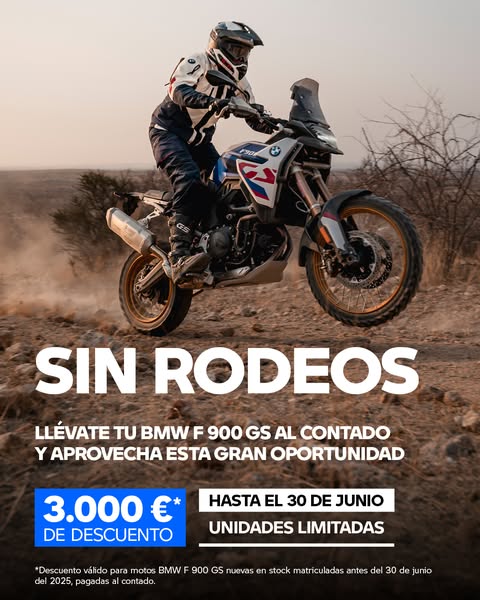 SIN RODEOS
LLÉVATE TU BMW F 900 GS AL CONTADO
Y APROVECHA ESTA GRAN OPORTUNIDAD
3.000 €*
DE DESCUENTO
HASTA EL 30 DE JUNIO
UNIDADES LIMITADAS
*Descuento válido para motos BMW F 900 GS nuevas en stock matriculadas antes del 30 de junio
del 2025, pagadas al contado.
GS
GS